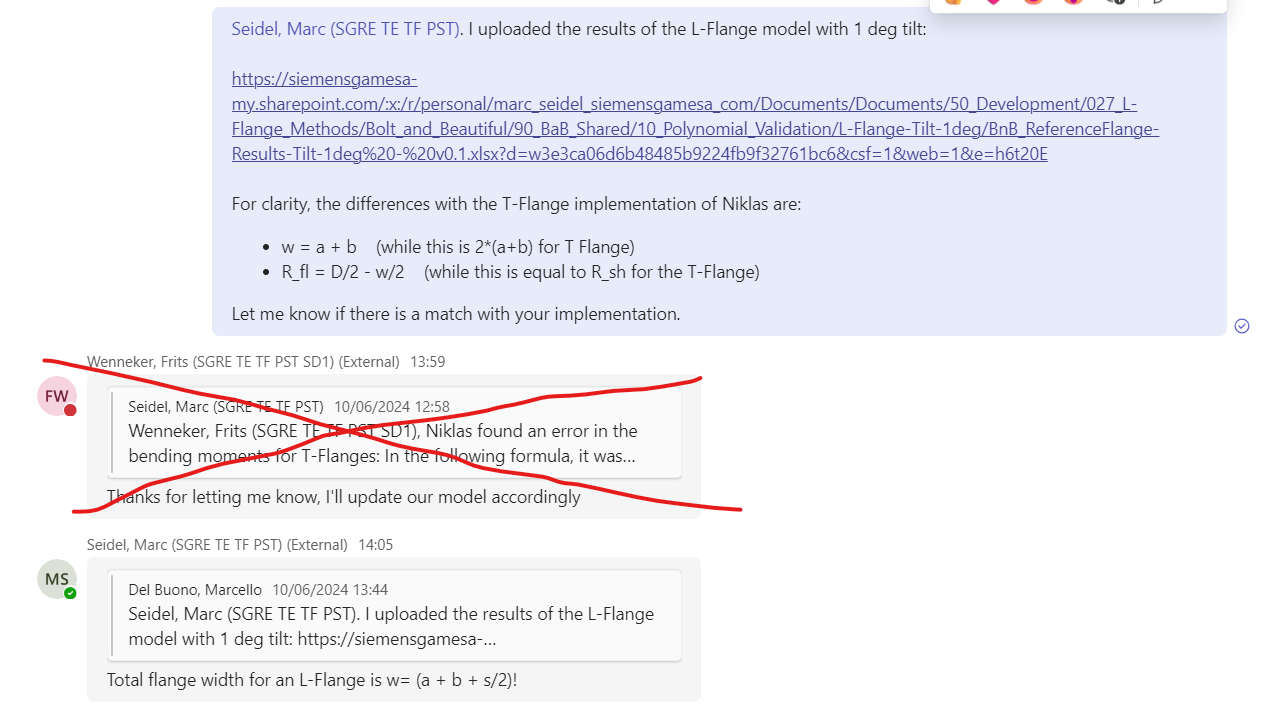 Seidel, Marc (SGRE TE TF PST). I uploaded the results of the L-Flange model with 1 deg tilt:
https://siemensgamesa-
my.sharepoint.com/:x:/r/personal/marc_seidel_siemensgamesa_com/Documents/Documents/50_Development/027_L-
Flange_Methods/Bolt_and_Beautiful/90_BaB_Shared/10_Polynomial_Validation/L-Flange-Tilt-1deg/BnB_ReferenceFlange-
Results-Tilt-1deg%20-%20v0.1.xlsx?d=w3e3ca06d6b48485b9224fb9f32761bc6&csf=1&web=1&e=h6t20E
For clarity, the differences with the T-Flange implementation of Niklas are:
• w = a + b (while this is 2*(a+b) for T Flange)
• R_fl = D/2 - w/2 (while this is equal to R_sh for the T-Flange)
Let me know if there is a match with your implementation.
Wenneker, Frits (SGRE TE TF PST SD1) (External) 13:59
FW
Seidel, Marc (SGRE TE TF PST) 10/06/2024 12:58
Wenneker, Frits (SGRE TE TF PST SD1), Niklas found an error in the
bending moments for T-Flanges: In the following formula, it was...
Thanks for letting me know, I'll update our model accordingly
Seidel, Marc (SGRE TE TF PST) (External) 14:05
MS
Del Buono, Marcello 10/06/2024 13:44
Seidel, Marc (SGRE TE TF PST). I uploaded the results of the L-Flange
model with 1 deg tilt: https://siemensgamesa-...
Total flange width for an L-Flange is w= (a + b + s/2)!